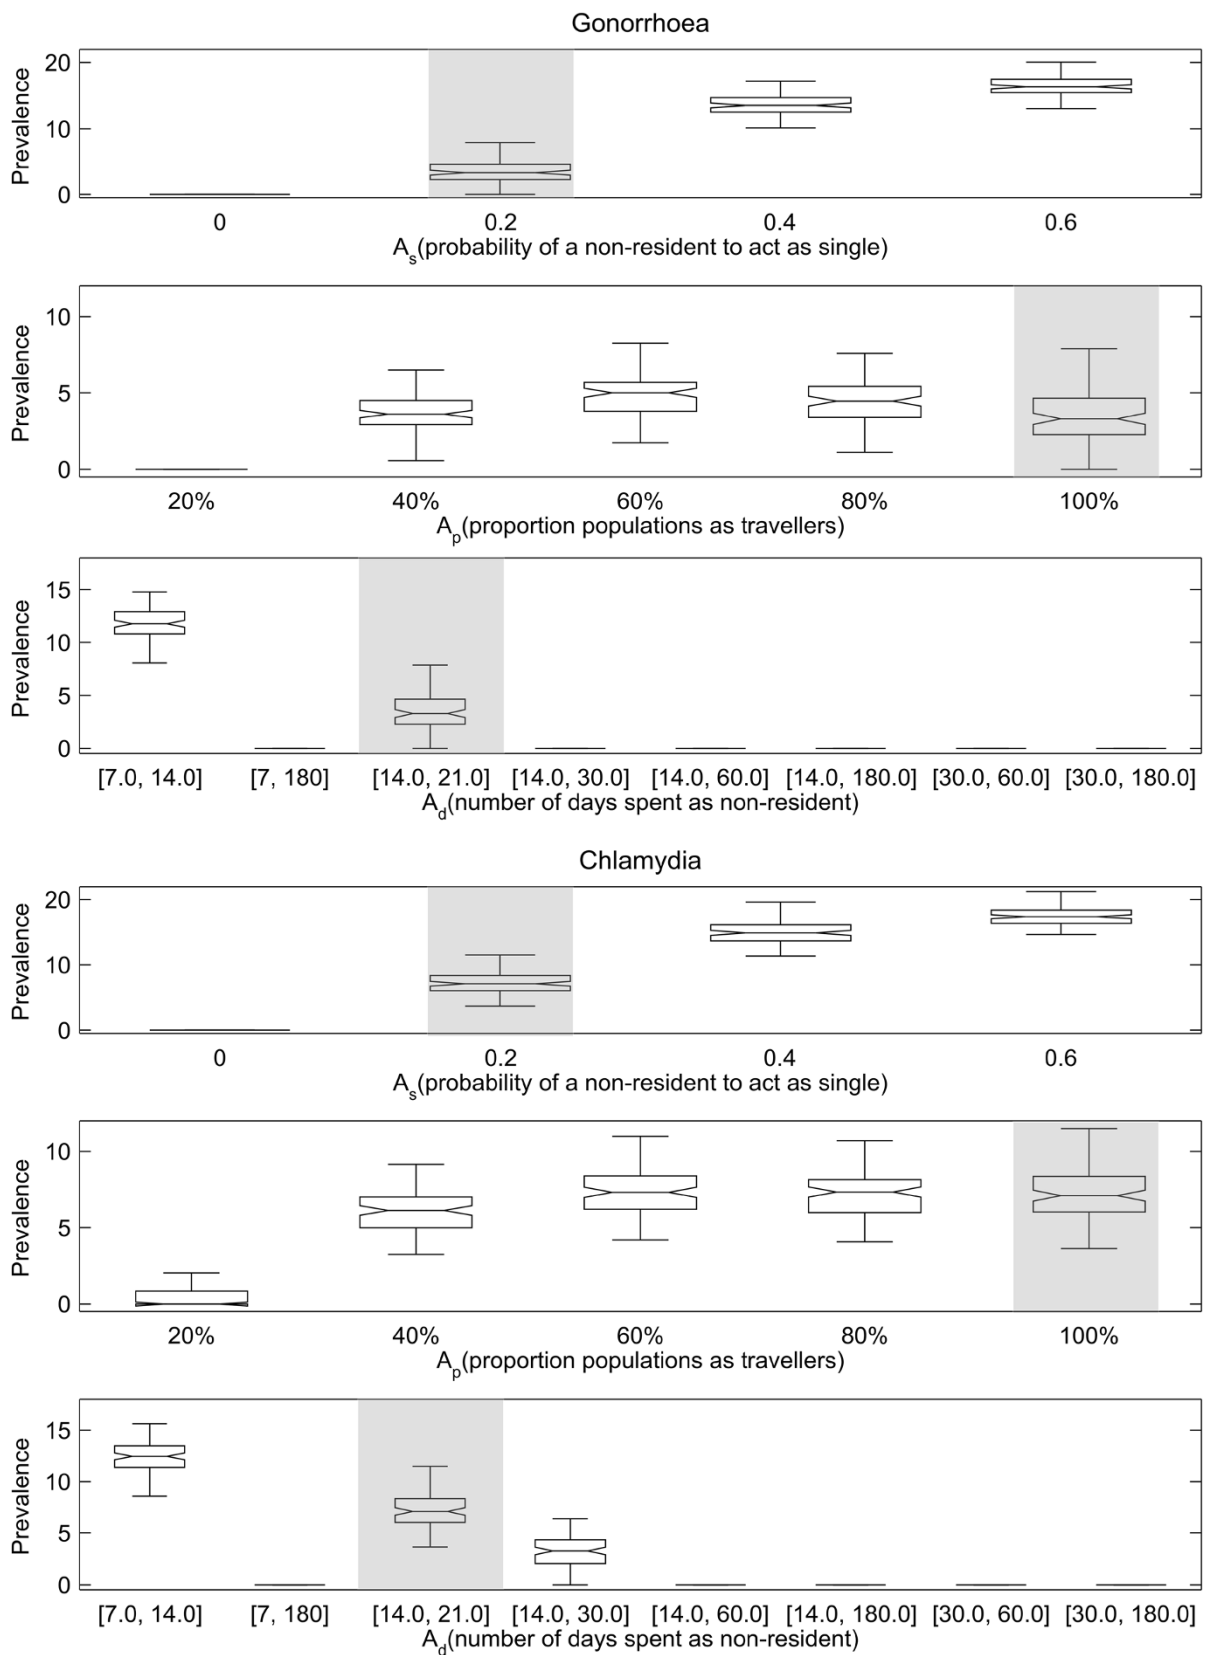 Gonorrhoea
Prevalence
20
10
0
0 0.2 0.4 0.6
As(probability of a non-resident to act as single)
Prevalence
10
5
0
20% 40% 60% 80% 100%
Ap(proportion populations as travellers)
Prevalence
15
10
5
0
[7.0, 14.0] [7, 180] [14.0, 21.0] [14.0, 30.0] [14.0, 60.0] [14.0, 180.0] [30.0, 60.0] [30.0, 180.0]
Ad(number of days spent as non-resident)
Chlamydia
Prevalence
20
10
0
0 0.2 0.4 0.6
As(probability of a non-resident to act as single)
Prevalence
10
5
0
20% 40% 60% 80% 100%
Ap(proportion populations as travellers)
Prevalence
15
10
5
0
[7.0, 14.0] [7, 180] [14.0, 21.0] [14.0, 30.0] [14.0, 60.0] [14.0, 180.0] [30.0, 60.0] [30.0, 180.0]
Ad(number of days spent as non-resident)